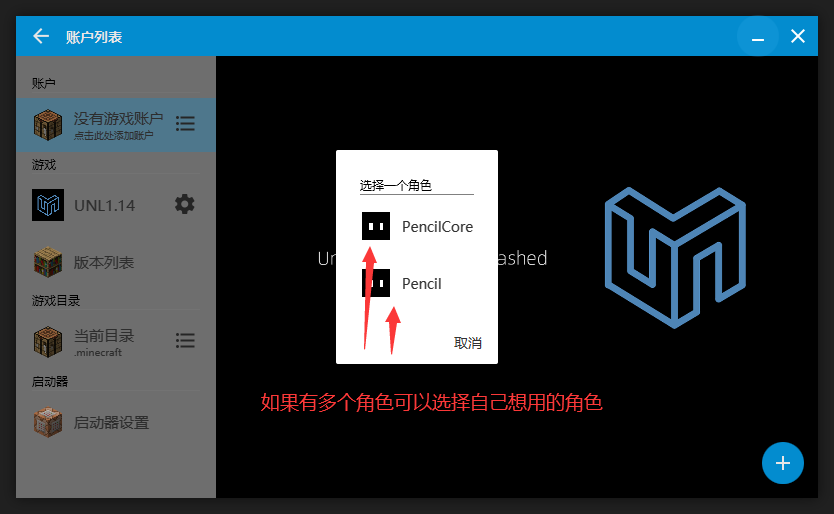 账户列表
账户
没有游戏账户
点击此处添加账户
游戏
UNL1.14
版本列表
游戏目录
当前目录
.minecraft
启动器
启动器设置
选择一个角色
PencilCore
Pencil
取消
如果有多个角色可以选择自己想用的角色